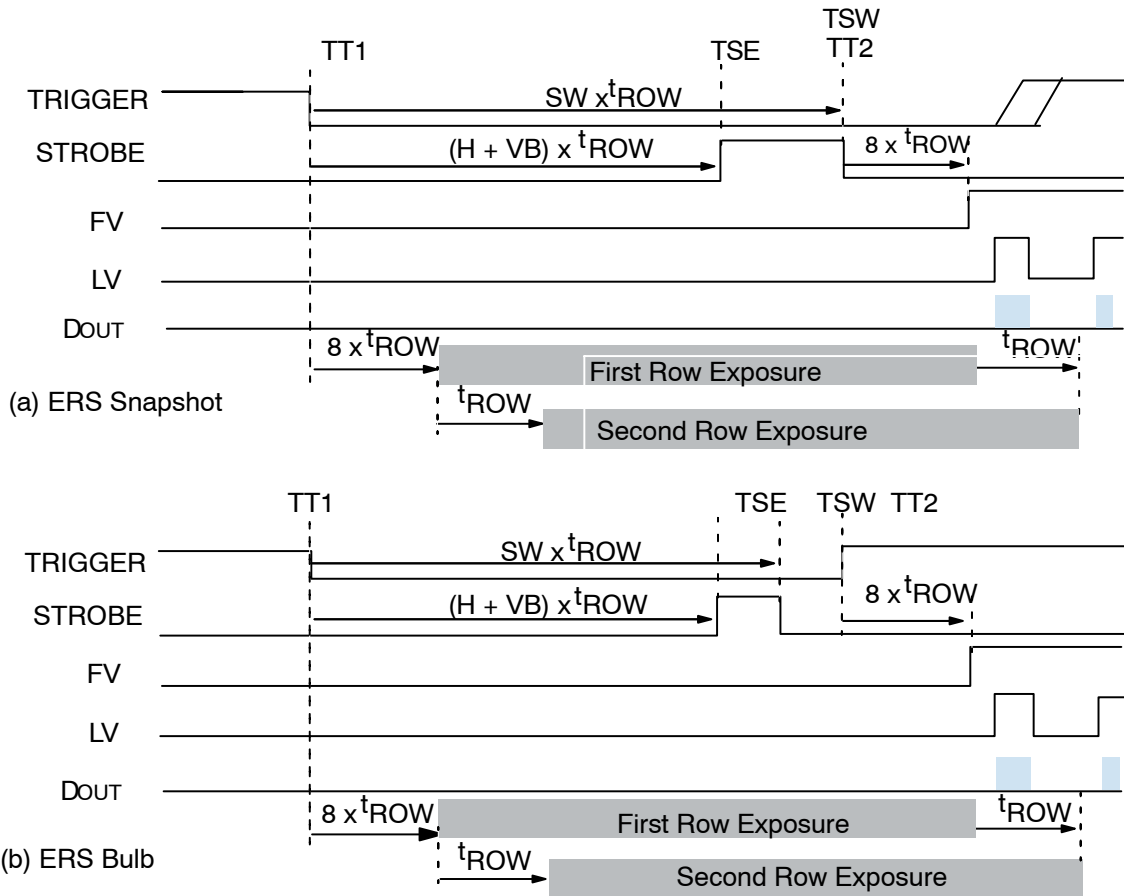 TSW
TT1 TSE TT2
TRIGGER
SW x tROW
STROBE
(H + VB) x tROW
8 x tROW
FV
LV
DOUT
8 x tROW
First Row Exposure
tROW
(a) ERS Snapshot
tROW
Second Row Exposure
TT1 TSE TSW TT2
TRIGGER
SW x tROW
STROBE
(H + VB) x tROW
8 x tROW
FV
LV
DOUT
8 x tROW
First Row Exposure
tROW
(b) ERS Bulb
tROW
Second Row Exposure